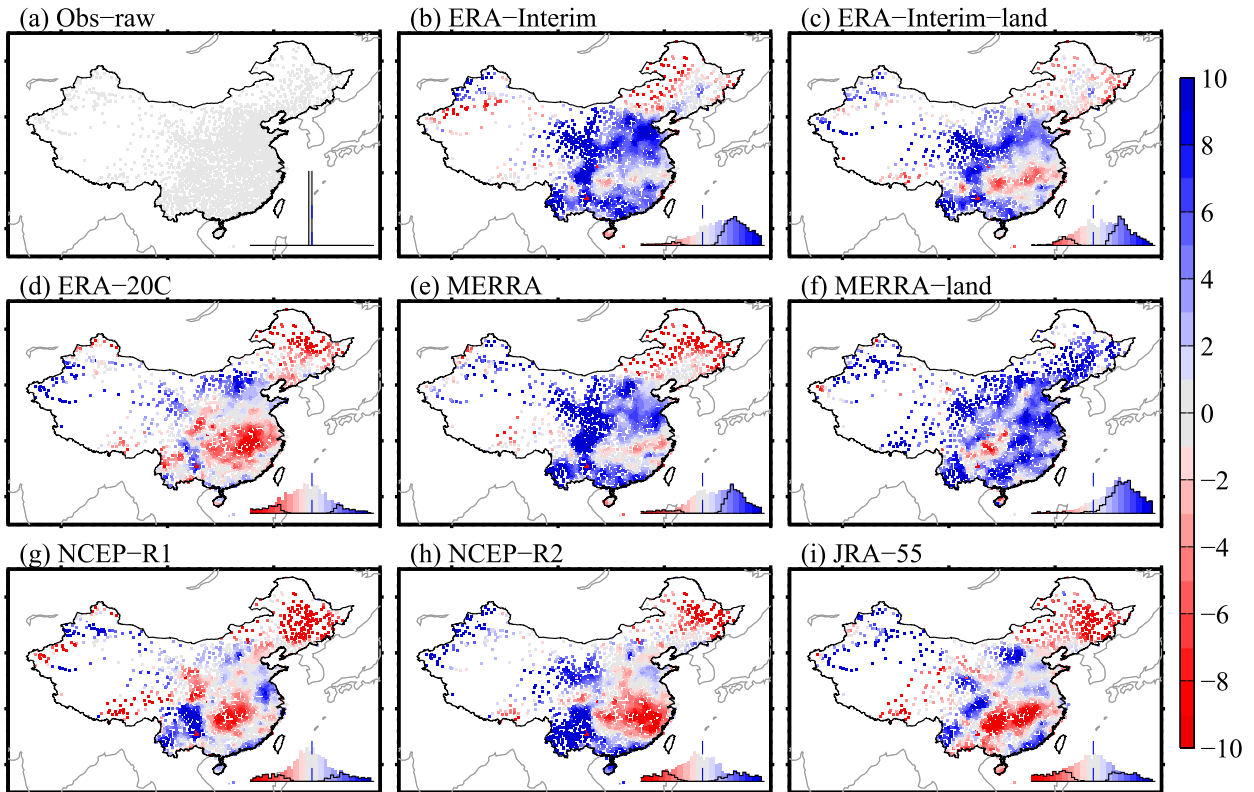 (a) Obs−raw
(b) ERA−Interim
(c) ERA−Interim−land
(d) ERA−20C
(e) MERRA
(f) MERRA−land
(g) NCEP−R1
(h) NCEP−R2
(i) JRA−55
10
8
6
4
2
0
−2
−4
−6
−8
−10